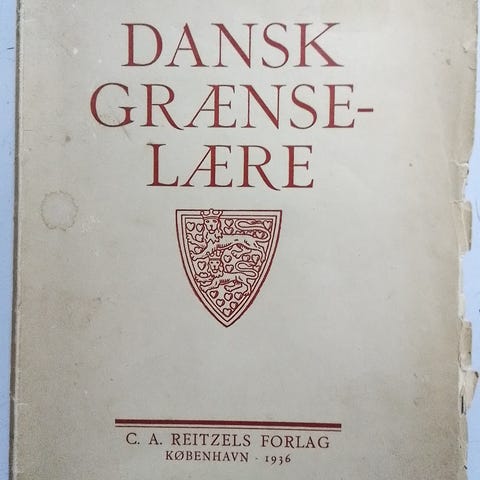 DANSK
GRÆNSE-
LÆRE
C. A. REITZELS FORLAG
KØBENHAVN · 1936